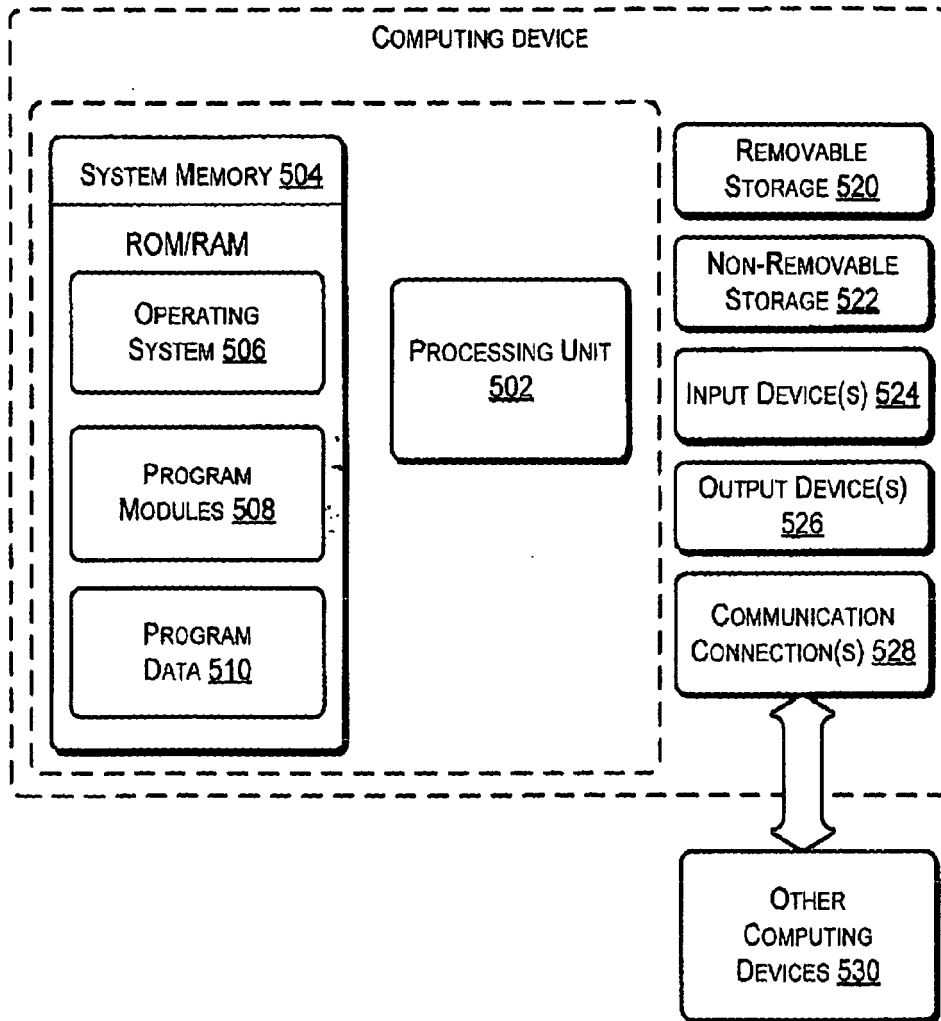 COMPUTING DEVICE
SYSTEM MEMORY 504
ROM/RAM
OPERATING
SYSTEM 506
PROGRAM
MODULES 508
PROGRAM
DATA 510
PROCESSING UNIT
502
REMOVABLE
STORAGE 520
NON-REMOVABLE
STORAGE 522
INPUT DEVICE(S) 524
OUTPUT DEVICE(S)
526
COMMUNICATION
CONNECTION(S) 528
OTHER
COMPUTING
DEVICES 530